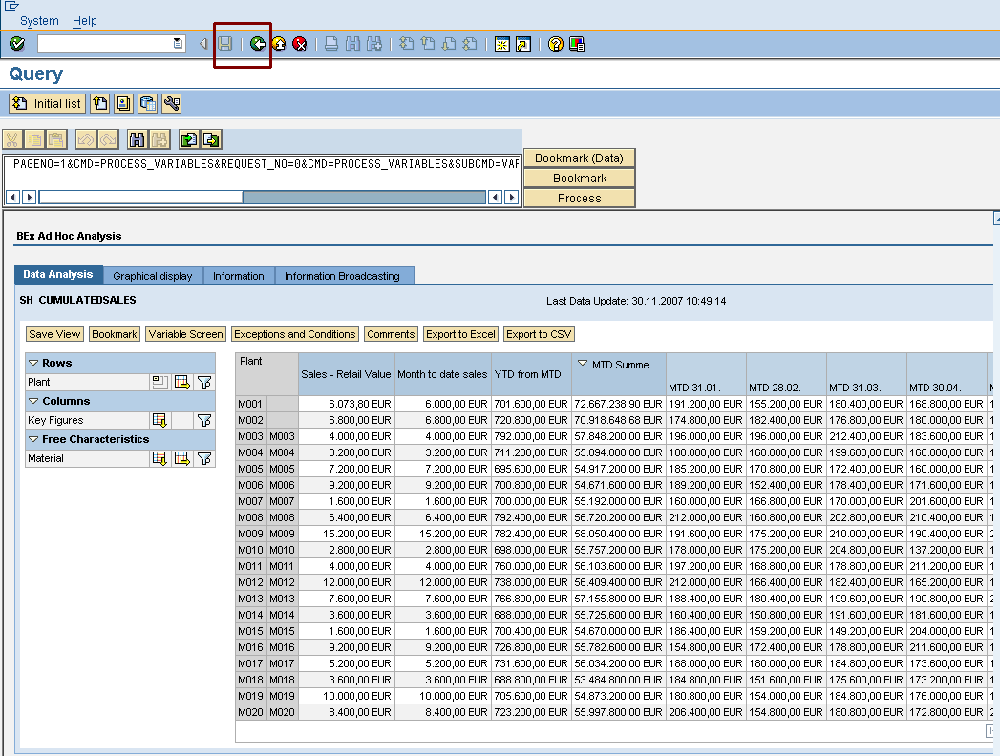 System Help
Query
Initial list
PAGENO=1&CMD=PROCESS_VARIABLES&REQUEST_NO=0&CMD=PROCESS_VARIABLES&SUBCMD=VAR
Bookmark (Data)
Bookmark
Process
BEx Ad Hoc Analysis
Data Analysis Graphical display Information Information Broadcasting
SH_CUMULATEDSALES Last Data Update: 30.11.2007 10:49:14
Save View Bookmark Variable Screen Exceptions and Conditions Comments Export to Excel Export to CSV
Rows
Plant
Columns
Key Figures
Free Characteristics
Material
Plant Sales - Retail Value Month to date sales YTD from MTD MTD Summe MTD 31.01. MTD 28.02. MTD 31.03. MTD 30.04.
M001 6.073,80 EUR 6.000,00 EUR 701.600,00 EUR 72.667.238,90 EUR 191.200,00 EUR 155.200,00 EUR 180.400,00 EUR 168.800,00 EUR
M002 6.800,00 EUR 6.800,00 EUR 720.800,00 EUR 70.918.648,68 EUR 174.800,00 EUR 182.400,00 EUR 176.800,00 EUR 180.000,00 EUR
M003 M003 4.000,00 EUR 4.000,00 EUR 792.000,00 EUR 57.848.200,00 EUR 196.000,00 EUR 196.000,00 EUR 212.400,00 EUR 183.600,00 EUR
M004 M004 3.200,00 EUR 3.200,00 EUR 711.200,00 EUR 55.094.800,00 EUR 180.800,00 EUR 160.800,00 EUR 199.600,00 EUR 166.800,00 EUR
M005 M005 7.200,00 EUR 7.200,00 EUR 695.600,00 EUR 54.917.200,00 EUR 185.200,00 EUR 170.800,00 EUR 172.400,00 EUR 160.000,00 EUR
M006 M006 9.200,00 EUR 9.200,00 EUR 700.800,00 EUR 54.671.600,00 EUR 189.200,00 EUR 152.400,00 EUR 178.400,00 EUR 171.600,00 EUR
M007 M007 1.600,00 EUR 1.600,00 EUR 700.000,00 EUR 55.192.000,00 EUR 160.000,00 EUR 166.800,00 EUR 170.000,00 EUR 201.600,00 EUR
M008 M008 6.400,00 EUR 6.400,00 EUR 792.400,00 EUR 56.720.200,00 EUR 212.000,00 EUR 160.800,00 EUR 202.800,00 EUR 210.400,00 EUR
M009 M009 15.200,00 EUR 15.200,00 EUR 782.400,00 EUR 58.050.400,00 EUR 191.600,00 EUR 175.200,00 EUR 210.000,00 EUR 190.400,00 EUR
M010 M010 2.800,00 EUR 2.800,00 EUR 698.000,00 EUR 55.757.200,00 EUR 178.000,00 EUR 175.200,00 EUR 204.800,00 EUR 137.200,00 EUR
M011 M011 4.000,00 EUR 4.000,00 EUR 760.000,00 EUR 56.103.600,00 EUR 197.200,00 EUR 168.800,00 EUR 178.800,00 EUR 211.200,00 EUR
M012 M012 12.000,00 EUR 12.000,00 EUR 738.000,00 EUR 56.409.400,00 EUR 212.000,00 EUR 166.400,00 EUR 182.400,00 EUR 165.200,00 EUR
M013 M013 7.600,00 EUR 7.600,00 EUR 766.800,00 EUR 57.155.800,00 EUR 188.400,00 EUR 180.400,00 EUR 199.600,00 EUR 190.800,00 EUR
M014 M014 3.600,00 EUR 3.600,00 EUR 688.000,00 EUR 55.725.600,00 EUR 160.400,00 EUR 150.800,00 EUR 191.600,00 EUR 181.600,00 EUR
M015 M015 1.600,00 EUR 1.600,00 EUR 700.400,00 EUR 54.670.000,00 EUR 186.400,00 EUR 159.200,00 EUR 149.200,00 EUR 204.000,00 EUR
M016 M016 9.200,00 EUR 9.200,00 EUR 726.800,00 EUR 55.782.600,00 EUR 154.800,00 EUR 172.400,00 EUR 178.800,00 EUR 211.600,00 EUR
M017 M017 5.200,00 EUR 5.200,00 EUR 731.600,00 EUR 56.034.200,00 EUR 188.000,00 EUR 180.000,00 EUR 184.800,00 EUR 173.600,00 EUR
M018 M018 3.600,00 EUR 3.600,00 EUR 688.800,00 EUR 53.484.800,00 EUR 184.800,00 EUR 151.600,00 EUR 175.600,00 EUR 173.200,00 EUR
M019 M019 10.000,00 EUR 10.000,00 EUR 705.600,00 EUR 54.873.200,00 EUR 180.800,00 EUR 154.000,00 EUR 184.800,00 EUR 176.000,00 EUR
M020 M020 8.400,00 EUR 8.400,00 EUR 723.200,00 EUR 55.997.800,00 EUR 206.400,00 EUR 154.800,00 EUR 180.800,00 EUR 172.800,00 EUR